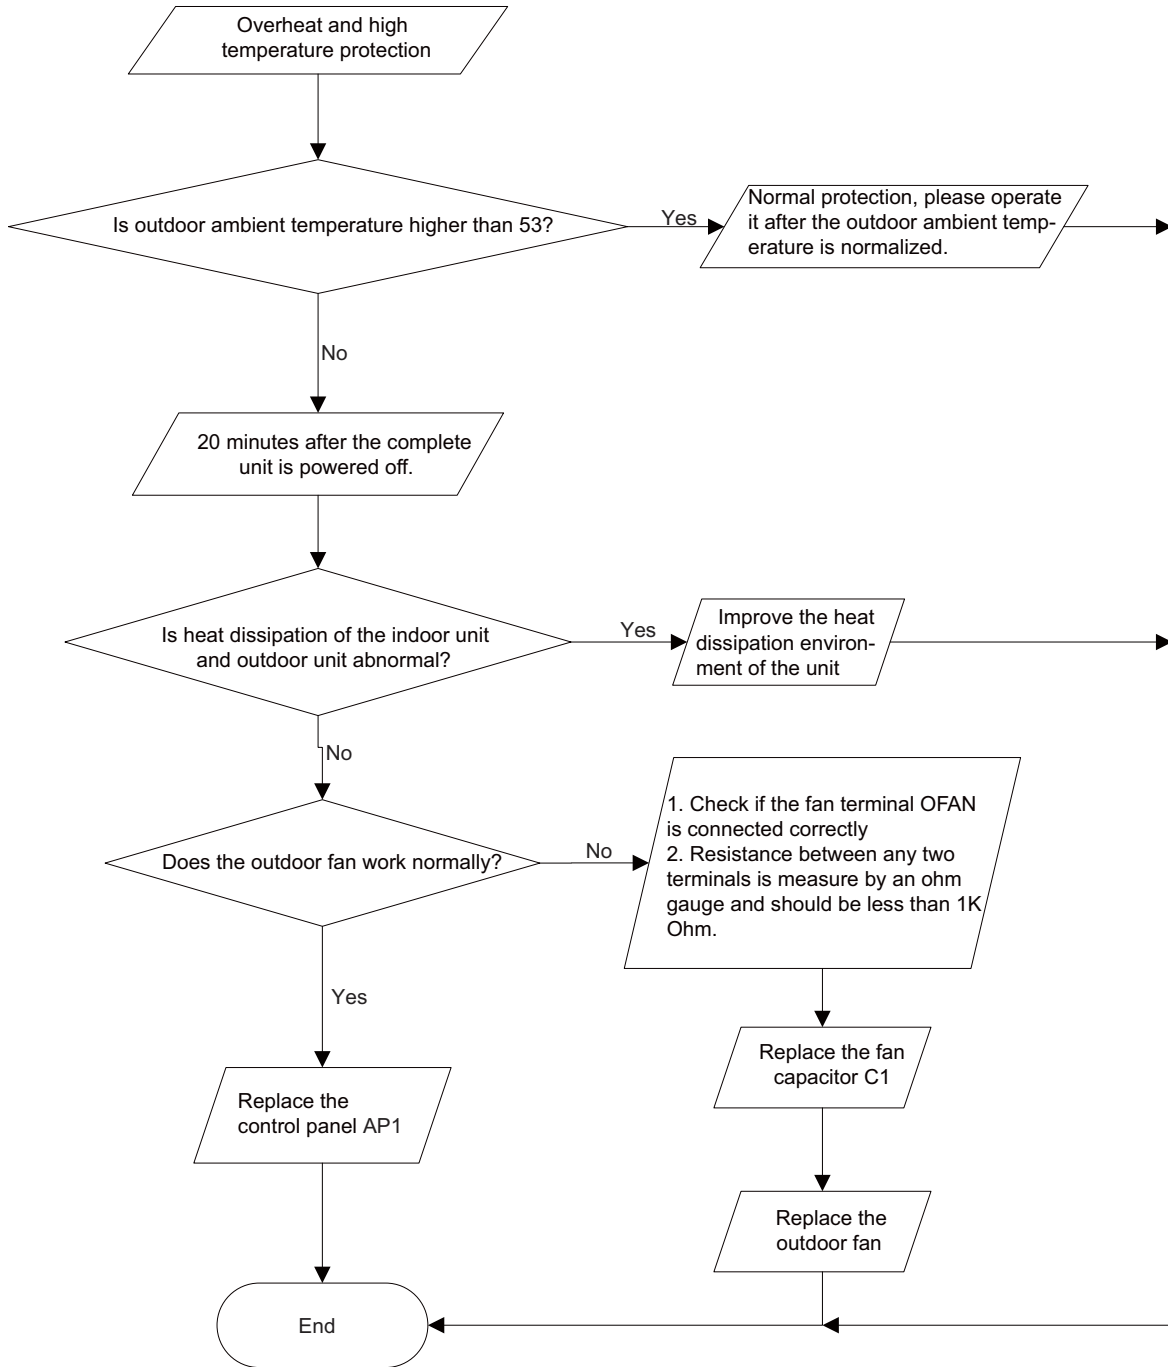 Overheat and high
temperature protection
Is outdoor ambient temperature higher than 53?
Yes
Normal protection, please operate
it after the outdoor ambient temp-
erature is normalized.
No
20 minutes after the complete
unit is powered off.
Is heat dissipation of the indoor unit
and outdoor unit abnormal?
Yes
Improve the heat
dissipation environ-
ment of the unit
No
Does the outdoor fan work normally?
No
1. Check if the fan terminal OFAN
is connected correctly
2. Resistance between any two
terminals is measure by an ohm
gauge and should be less than 1K
Ohm.
Yes
Replace the fan
capacitor C1
Replace the
control panel AP1
Replace the
outdoor fan
End